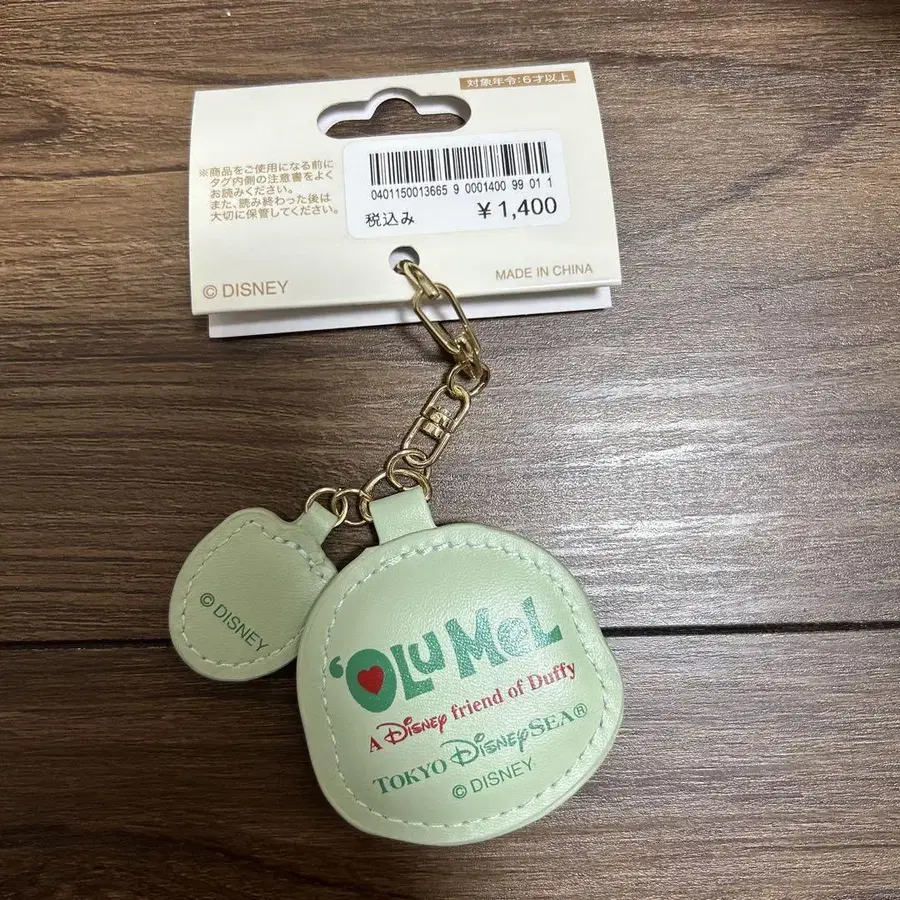 対象年令:6才以上
※商品をご使用になる前に
タグ内側の注意書をよく
お読みください。
また、読み終わった後は
大切に保管してください。
0401150013665 9 0001400 99 01 1
税込み ¥1,400
© DISNEY
MADE IN CHINA
© DISNEY
'OLU MEL
A Disney friend of Duffy
TOKYO DISNEYSEA®
© DISNEY